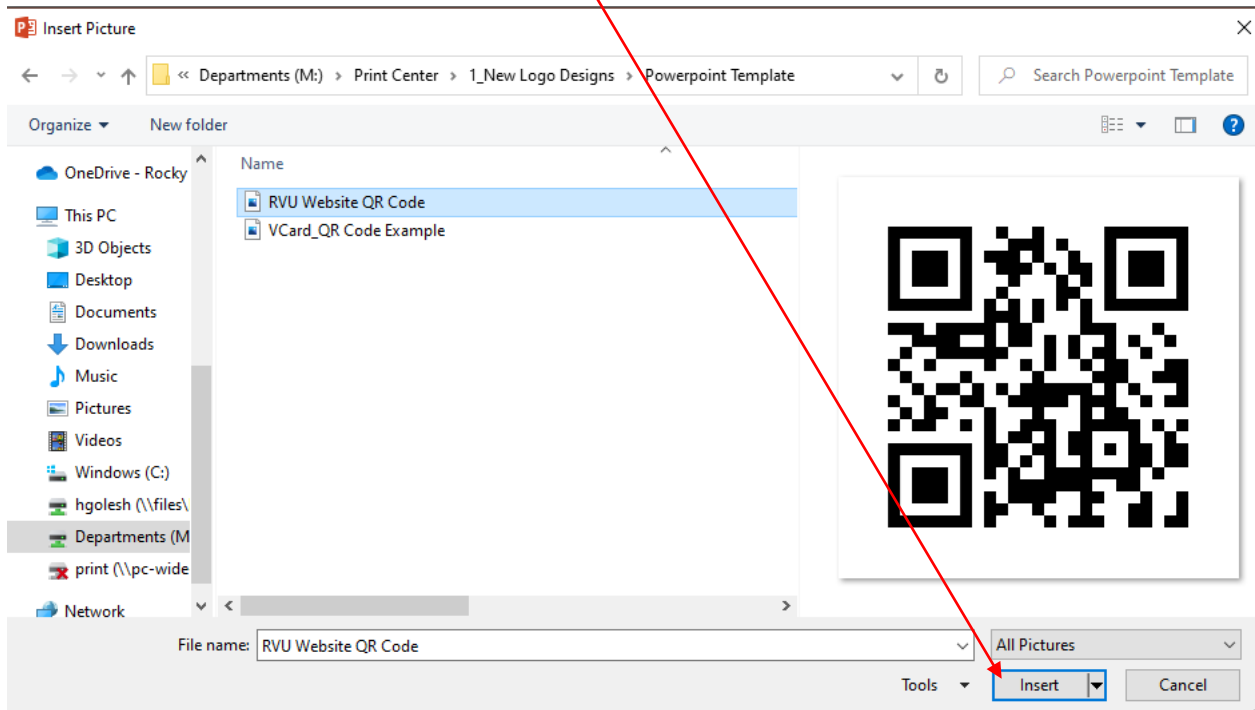 Insert Picture
« Departments (M:) > Print Center > 1_New Logo Designs > Powerpoint Template
Search Powerpoint Template
Organize
New folder
Name
OneDrive - Rocky
This PC
3D Objects
Desktop
Documents
Downloads
Music
Pictures
Videos
Windows (C:)
hgolesh (\\files\
Departments (M
print (\\pc-wide
Network
RVU Website QR Code
VCard_QR Code Example
File name: RVU Website QR Code
All Pictures
Tools
Insert
Cancel